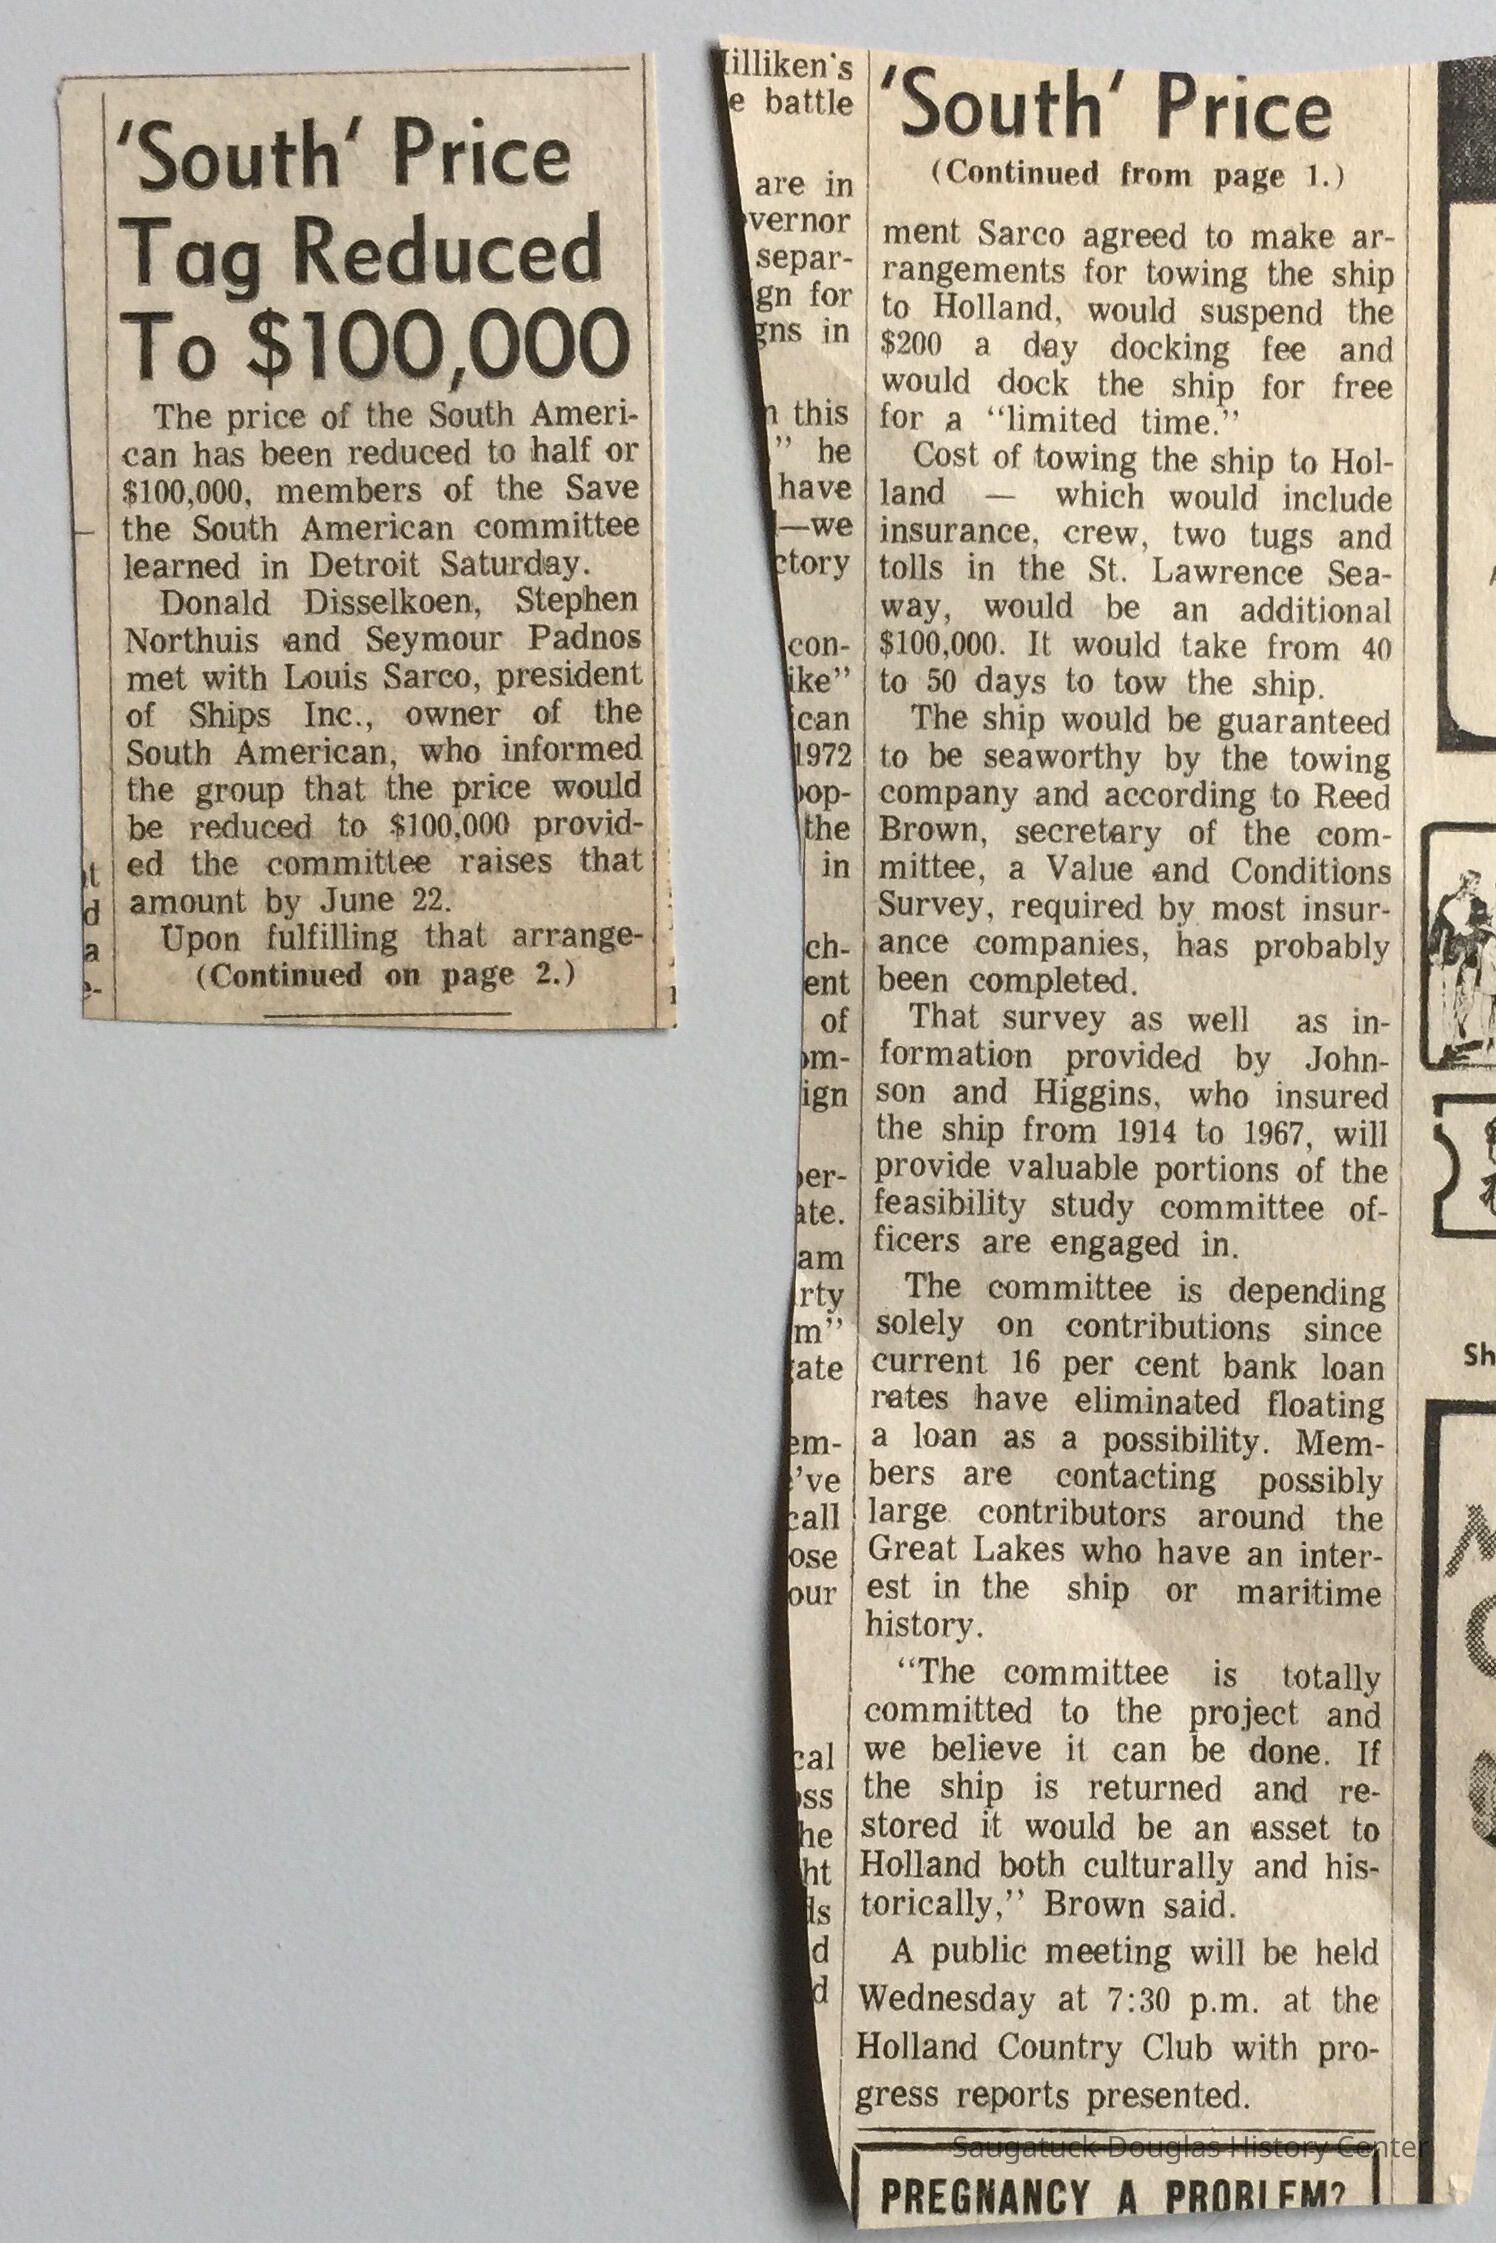 'South' Price
Tag Reduced
To $100,000
The price of the South Ameri-
can has been reduced to half or
$100,000, members of the Save
the South American committee
learned in Detroit Saturday.
Donald Disselkoen, Stephen
Northuis and Seymour Padnos
met with Louis Sarco, president
of Ships Inc., owner of the
South American, who informed
the group that the price would
be reduced to $100,000 provid-
ed the committee raises that
amount by June 22.
Upon fulfilling that arrange-
(Continued on page 2.)
'South' Price
(Continued from page 1.)
ment Sarco agreed to make ar-
rangements for towing the ship
to Holland, would suspend the
$200 a day docking fee and
would dock the ship for free
for a "limited time."
Cost of towing the ship to Hol-
land — which would include
insurance, crew, two tugs and
tolls in the St. Lawrence Sea-
way, would be an additional
$100,000. It would take from 40
to 50 days to tow the ship.
The ship would be guaranteed
to be seaworthy by the towing
company and according to Reed
Brown, secretary of the com-
mittee, a Value and Conditions
Survey, required by most insur-
ance companies, has probably
been completed.
That survey as well as in-
formation provided by John-
son and Higgins, who insured
the ship from 1914 to 1967, will
provide valuable portions of the
feasibility study committee of-
ficers are engaged in.
The committee is depending
solely on contributions since
current 16 per cent bank loan
rates have eliminated floating
a loan as a possibility. Mem-
bers are contacting possibly
large contributors around the
Great Lakes who have an inter-
est in the ship or maritime
history.
"The committee is totally
committed to the project and
we believe it can be done. If
the ship is returned and re-
stored it would be an asset to
Holland both culturally and his-
torically," Brown said.
A public meeting will be held
Wednesday at 7:30 p.m. at the
Holland Country Club with pro-
gress reports presented.
Saugatuck-Douglas History Center
PREGNANCY A PROBLEM?